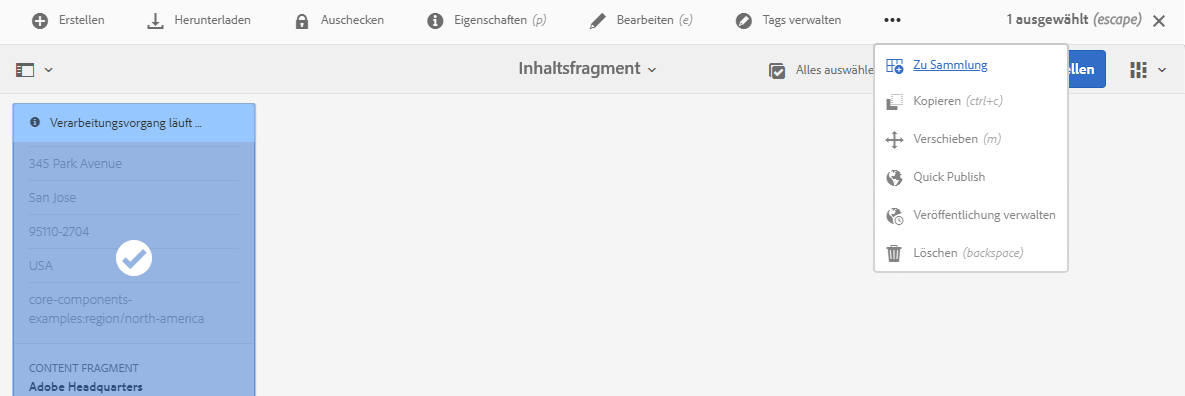 Erstellen Herunterladen Auschecken Eigenschaften (p) Bearbeiten (e) Tags verwalten ••• 1 ausgewählt (escape)
Inhaltsfragment Alles auswähle llen
Zu Sammlung
Kopieren (ctrl+c)
Verschieben (m)
Quick Publish
Veröffentlichung verwalten
Löschen (backspace)
Verarbeitungsvorgang läuft ...
345 Park Avenue
San Jose
95110-2704
USA
core-components-
examples:region/north-america
CONTENT FRAGMENT
Adobe Headquarters